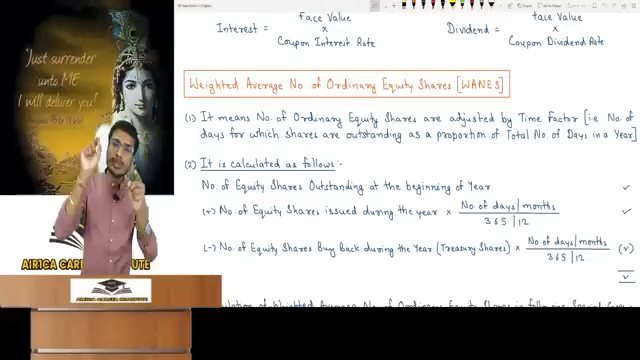 Interest = Face Value x Coupon Interest Rate
Dividend = Face Value x Coupon Dividend Rate
Weighted Average No of Ordinary Equity Shares [WANES]
(1) It means No. of Ordinary Equity Shares are adjusted by Time Factor [i.e No. of
days for which shares are outstanding as a proportion of Total No. of Days in a Year]
(2) It is calculated as follows:-
No. of Equity Shares Outstanding at the beginning of Year ✓
(+) No. of Equity Shares issued during the year × No. of days/months / 365/12 ✓
(-) No. of Equity Shares Buy Back during the Year (Treasury Shares) × No. of days/months / 365/12 (✓)
✓
"Just surrender
unto ME
I will deliver you"
AIR1CA CAREER INSTITUTE
AIR1CA CAREER INSTITUTE